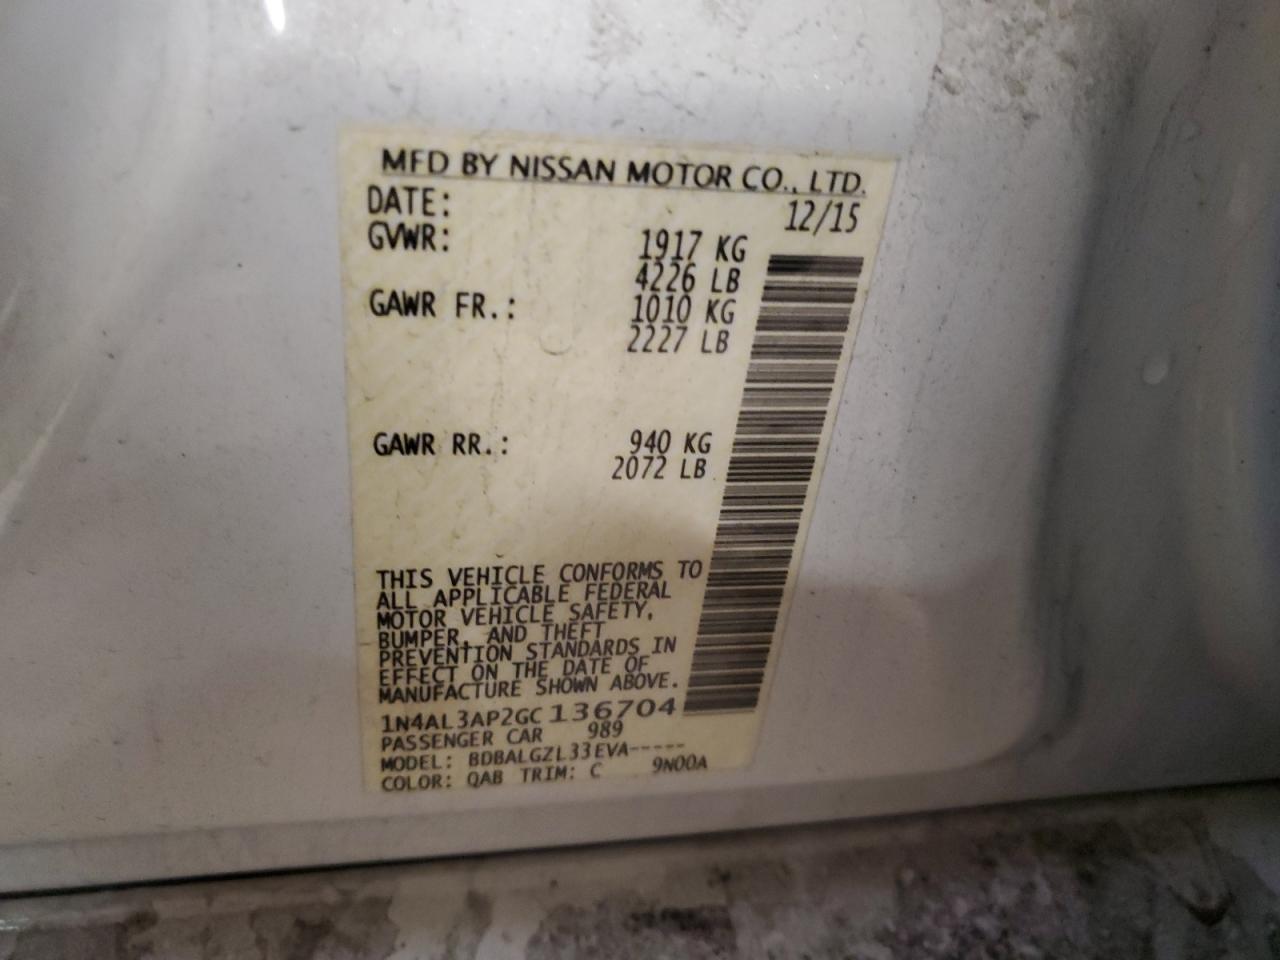 MFD BY NISSAN MOTOR CO., LTD.
DATE: 12/15
GVWR: 1917 KG
4226 LB
GAWR FR.: 1010 KG
2227 LB
GAWR RR.: 940 KG
2072 LB
THIS VEHICLE CONFORMS TO
ALL APPLICABLE FEDERAL
MOTOR VEHICLE SAFETY,
BUMPER, AND THEFT
PREVENTION STANDARDS IN
EFFECT ON THE DATE OF
MANUFACTURE SHOWN ABOVE.
1N4AL3AP2GC136704
PASSENGER CAR 989
MODEL: BDBALGZL33EVA-----
COLOR: QAB TRIM: C 9N00A